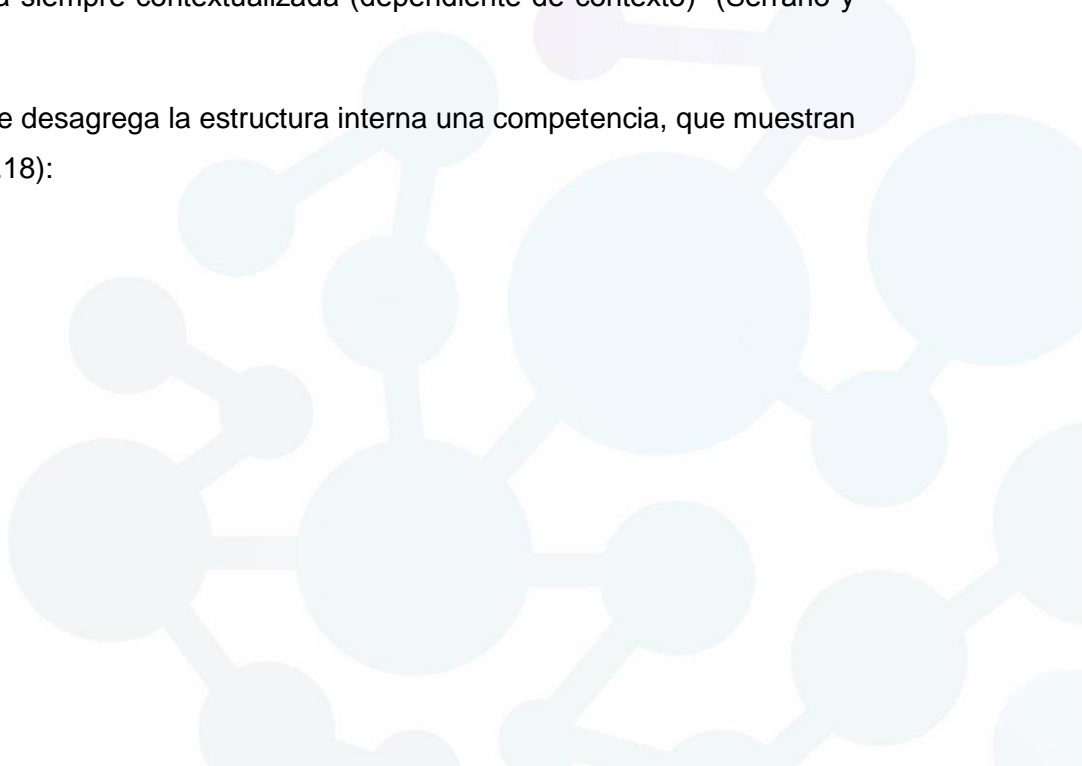 siempre contextualizada (dependiente de contexto)" (Serrano y
desagrega la estructura interna una competencia, que muestran
18):